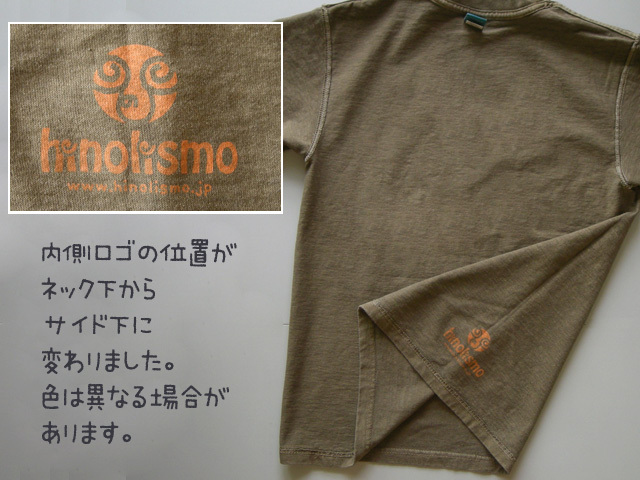 hinolismo
www.hinolismo.jp
内側ロゴの位置が
ネック下から
サイド下に
変わりました。
色は異なる場合が
あります。
hinolismo